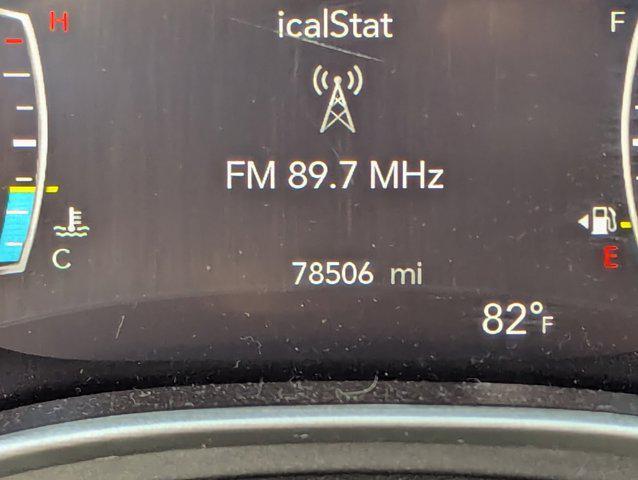 H
icalStat
F
FM 89.7 MHz
C
E
78506 mi
82°F